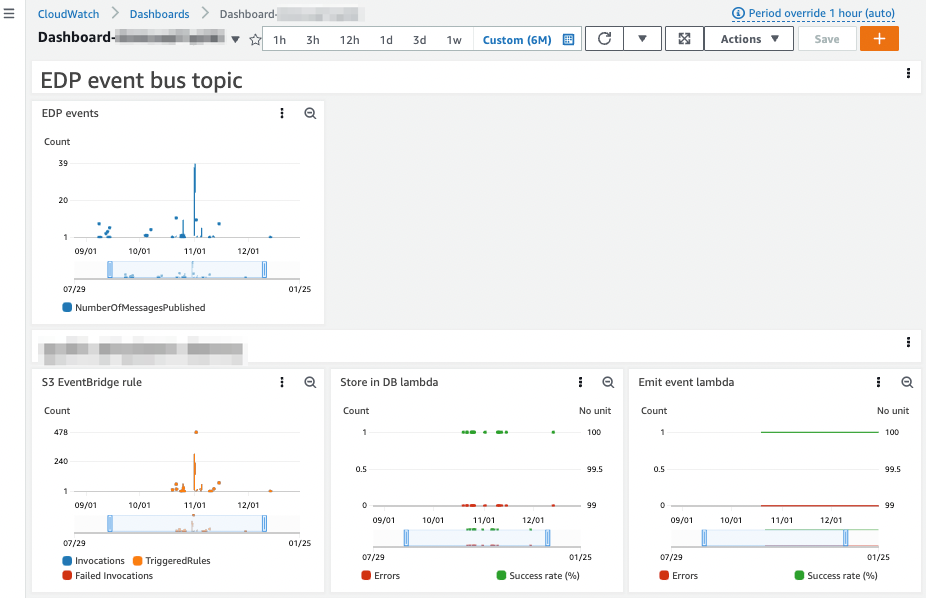 CloudWatch Dashboards Dashboard-
Period override 1 hour (auto)
Dashboard-
1h 3h 12h 1d 3d 1w Custom (6M) Actions Save +
EDP event bus topic
EDP events
Count
39
20
1
09/01 10/01 11/01 12/01
07/29 01/25
NumberOfMessagesPublished
S3 EventBridge rule
Count
478
240
1
09/01 10/01 11/01 12/01
07/29 01/25
Invocations TriggeredRules
Failed Invocations
Store in DB lambda
Count No unit
1 100
0.5 99.5
0 99
09/01 10/01 11/01 12/01
07/29 01/25
Errors Success rate (%)
Emit event lambda
Count No unit
1 100
0.5 99.5
0 99
09/01 10/01 11/01 12/01
07/29 01/25
Errors Success rate (%)